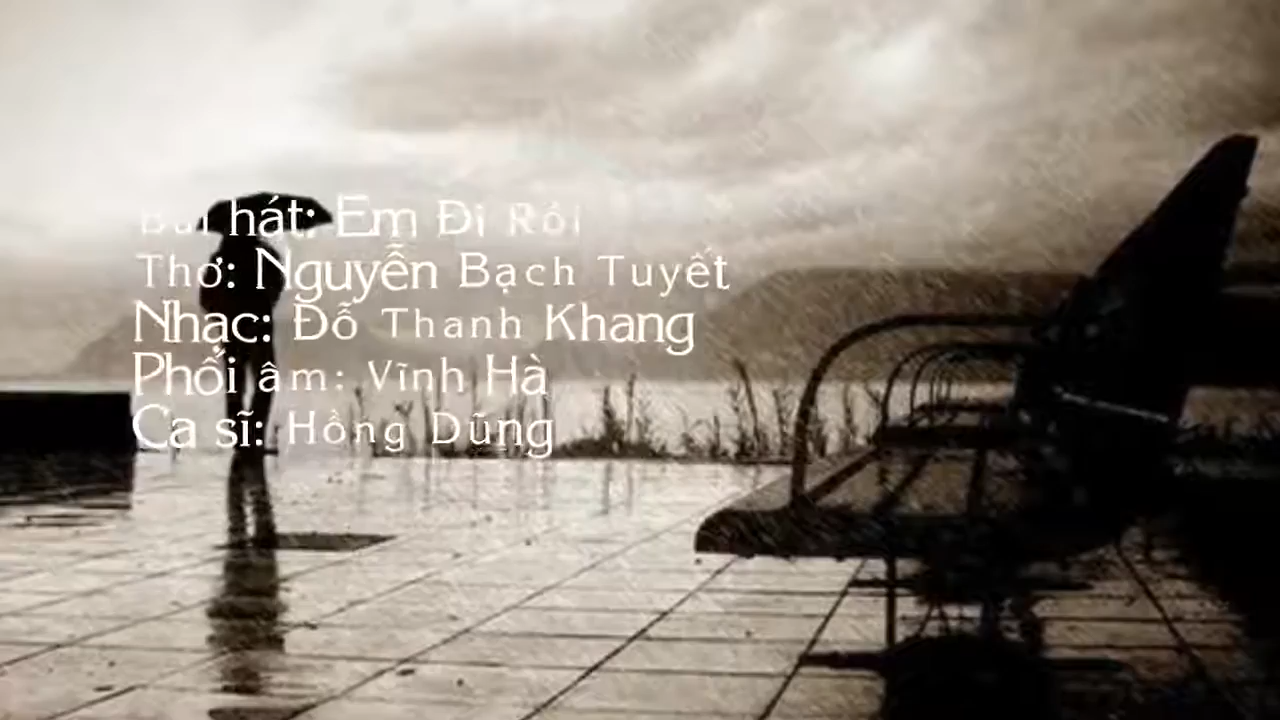 Bài hát: Em Đi Rồi
Thơ: Nguyễn Bạch Tuyết
Nhạc: Đỗ Thanh Khang
Phối âm: Vĩnh Hà
Ca sĩ: Hồng Dũng